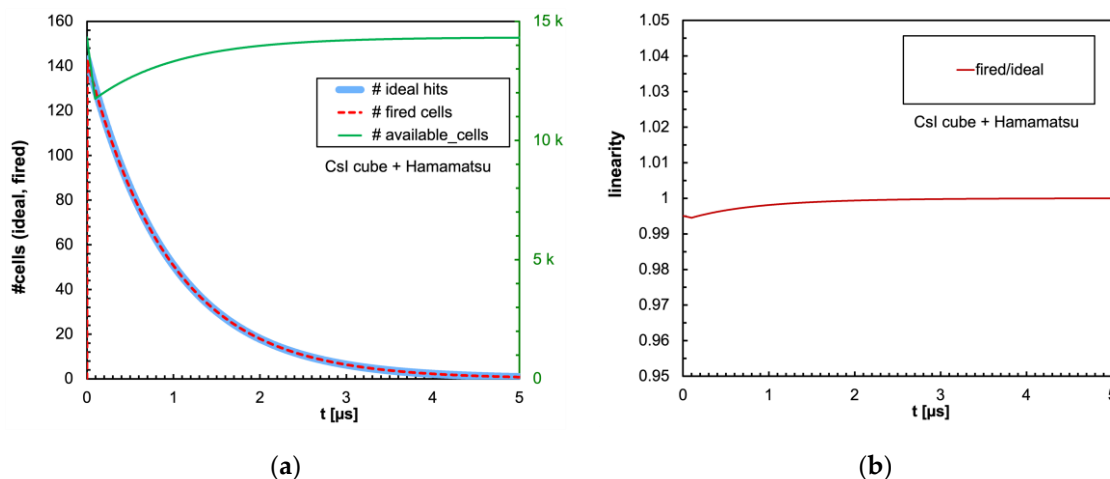 160
140
120
100
80
60
40
20
0
#cells (ideal, fired)
15 k
10 k
5 k
0
# ideal hits
# fired cells
# available_cells
CsI cube + Hamamatsu
0 1 2 3 4 5
t [µs]
(a)
1.05
1.04
1.03
1.02
1.01
1
0.99
0.98
0.97
0.96
0.95
linearity
fired/ideal
CsI cube + Hamamatsu
0 1 2 3 4 5
t [µs]
(b)